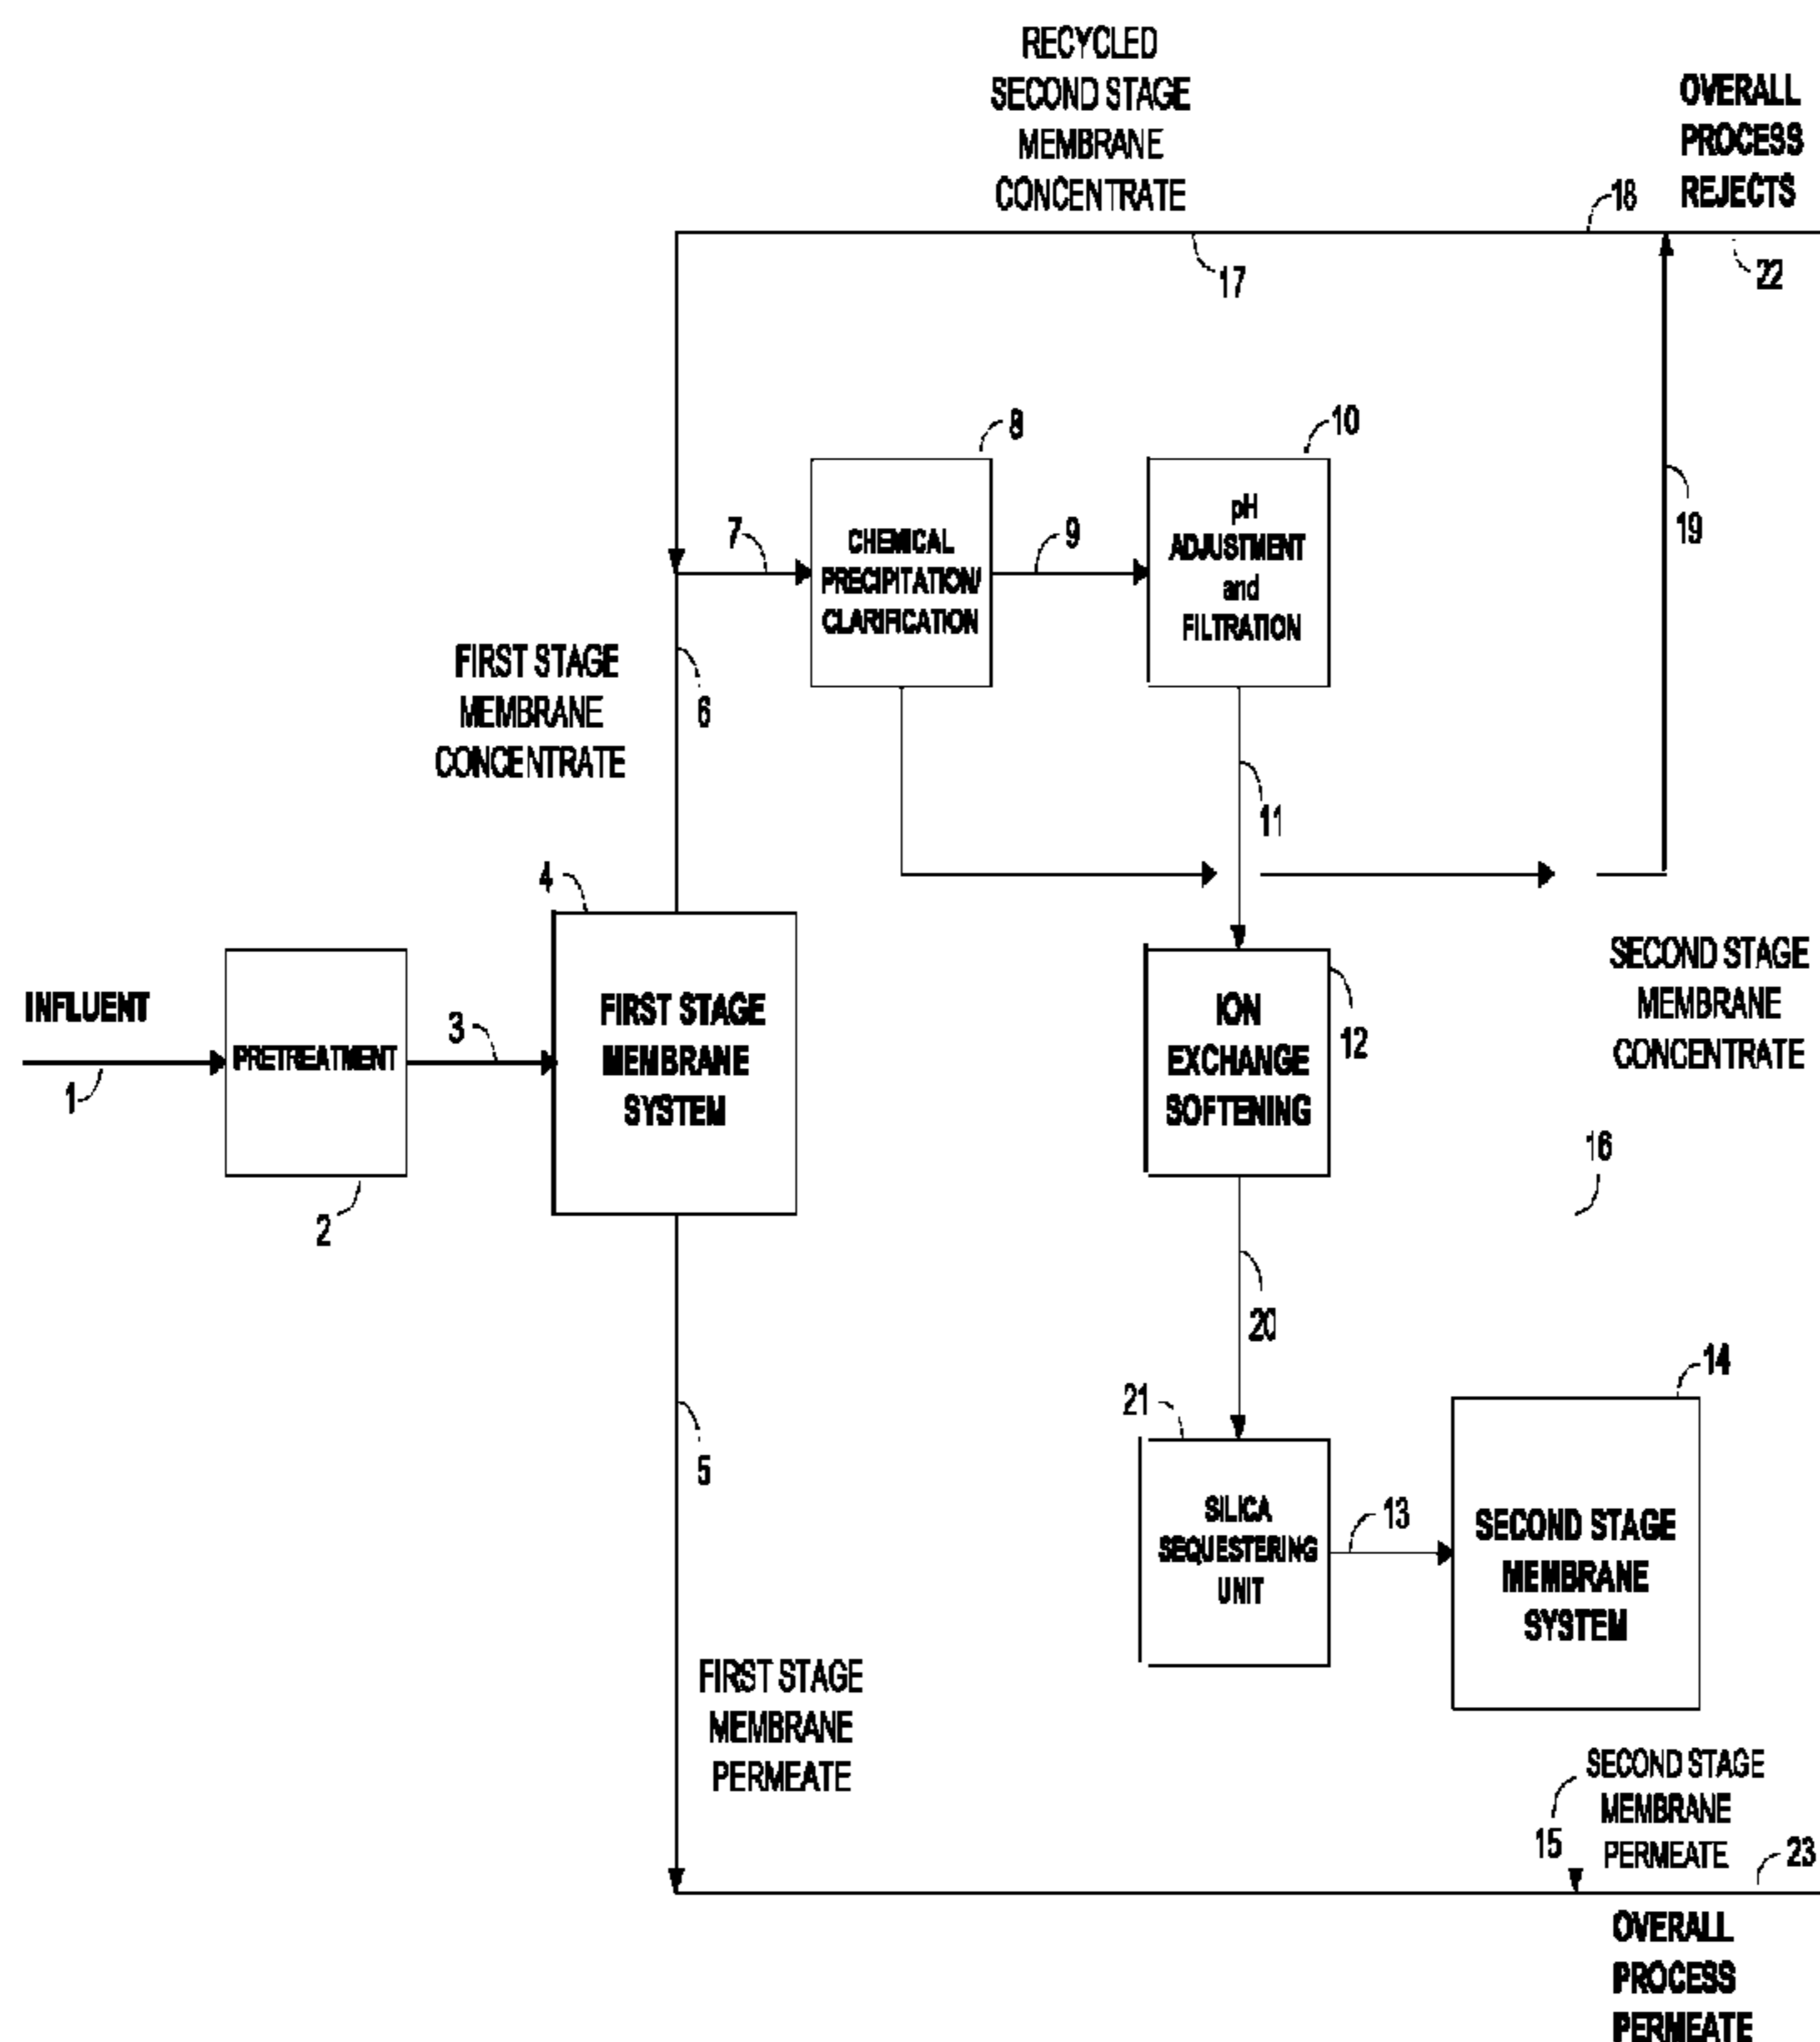 RECYCLED
SECOND STAGE
MEMBRANE
CONCENTRATE
OVERALL
PROCESS
REJECTS
18
17
22
8
10
7
CHEMICAL
PRECIPITATION/
CLARIFICATION
9
pH
ADJUSTMENT
and
FILTRATION
19
FIRST STAGE
MEMBRANE
CONCENTRATE
6
11
4
INFLUENT
1
PRETREATMENT
2
3
FIRST STAGE
MEMBRANE
SYSTEM
ION
EXCHANGE
SOFTENING
12
SECOND STAGE
MEMBRANE
CONCENTRATE
16
20
14
21
5
SILICA
SEQUESTERING
UNIT
13
SECOND STAGE
MEMBRANE
SYSTEM
FIRST STAGE
MEMBRANE
PERMEATE
15
SECOND STAGE
MEMBRANE
PERMEATE
23
OVERALL
PROCESS
PERMEATE